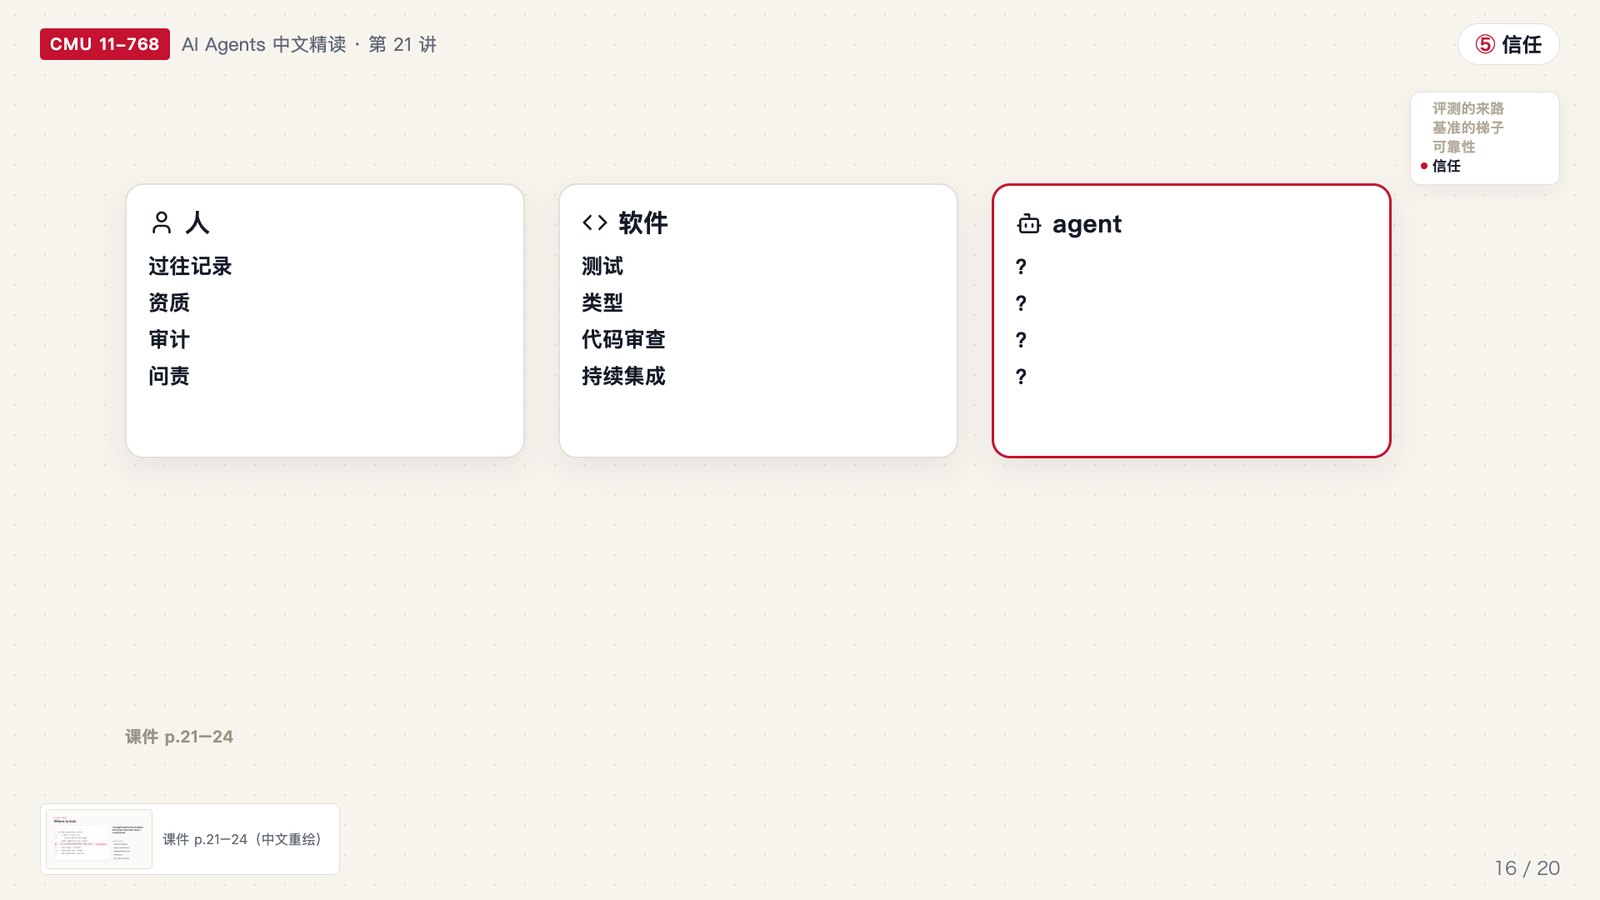 CMU 11-768 AI Agents 中文精读 · 第 21 讲
⑤ 信任
评测的来路
基准的梯子
可靠性
信任
人
过往记录
资质
审计
问责
软件
测试
类型
代码审查
持续集成
agent
?
?
?
?
课件 p.21—24
课件 p.21—24（中文重绘）
16 / 20